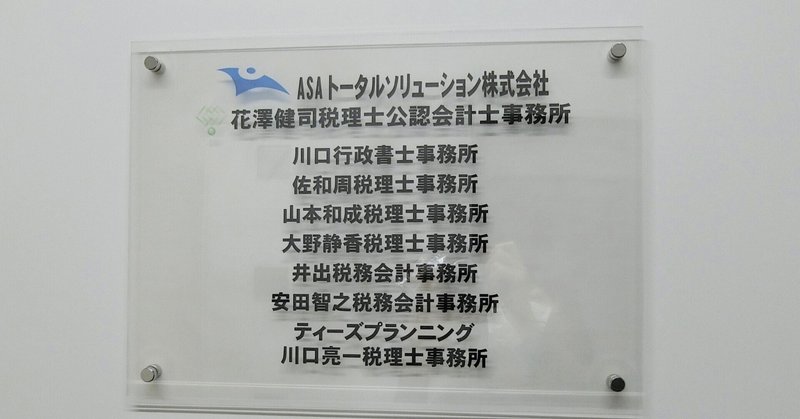 ASAトータルソリューション株式会社
花澤健司税理士公認会計士事務所
川口行政書士事務所
佐和周税理士事務所
山本和成税理士事務所
大野静香税理士事務所
井出税務会計事務所
安田智之税務会計事務所
ティーズプランニング
川口亮一税理士事務所